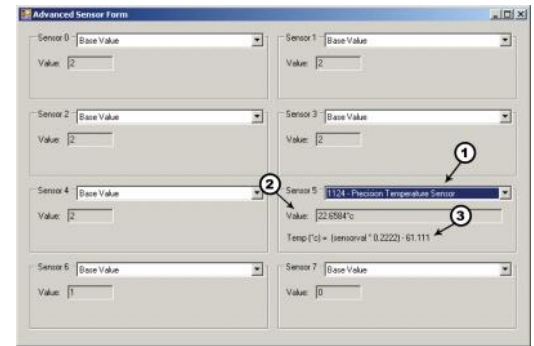 Advanced Sensor Form
Sensor 0 Base Value
Value: 2
Sensor 1 Base Value
Value: 2
Sensor 2 Base Value
Value: 2
Sensor 3 Base Value
Value: 2
1
Sensor 4 Base Value
Value: 2
2
Sensor 5 1124 - Precision Temperature Sensor
Value: 22.6584°c
3
Temp (°c) = (sensorval * 0.2222) - 61.111
Sensor 6 Base Value
Value: 1
Sensor 7 Base Value
Value: 0